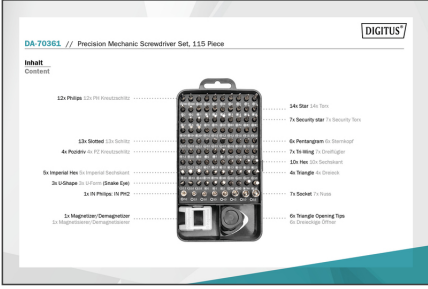 DIGITUS®
DA-70361 // Precision Mechanic Screwdriver Set, 115 Piece
Inhalt
Content
12x Philips 12x PH Kreuzschlitz
13x Slotted 13x Schlitz
4x Pozidriv 4x PZ Kreuzschlitz
5x Imperial Hex 5x Imperial Sechskant
3x U-Shape 3x U-Form (Snake Eye)
1x IN Philips: IN PH2
1x Magnetizer/Demagnetizer
1x Magnetisierer/Demagnetisierer
14x Star 14x Torx
7x Security star 7x Security Torx
6x Pentagram 6x Sternkopf
7x Tri-Wing 7x Dreiflügler
10x Hex 10x Sechskant
4x Triangle 4x Dreieck
7x Socket 7x Nuss
6x Triangle Opening Tips
6x Dreieckige Öffner